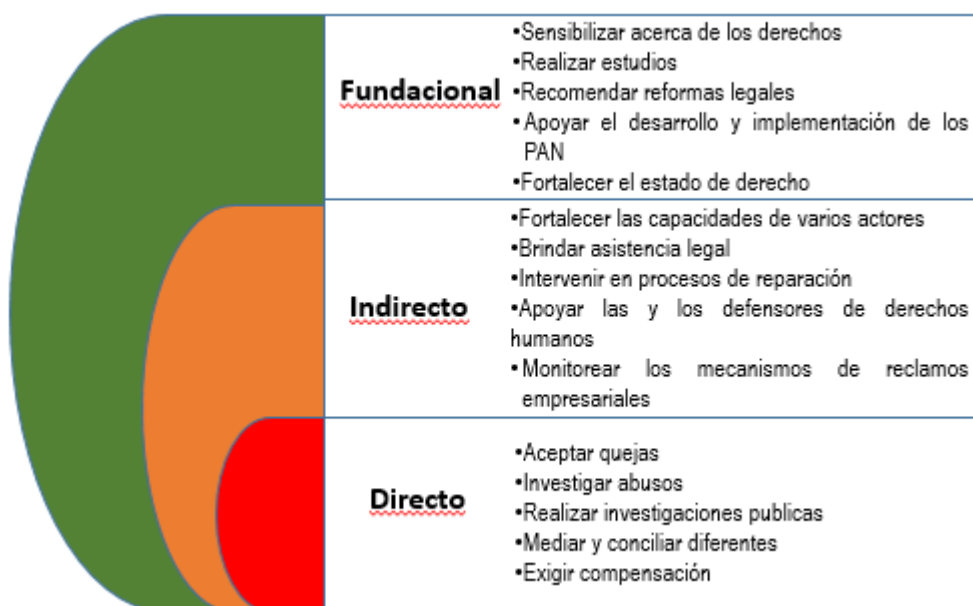 Fundacional
•Sensibilizar acerca de los derechos
•Realizar estudios
•Recomendar reformas legales
•Apoyar el desarrollo y implementación de los
PAN
•Fortalecer el estado de derecho
Indirecto
•Fortalecer las capacidades de varios actores
•Brindar asistencia legal
•Intervenir en procesos de reparación
•Apoyar las y los defensores de derechos
humanos
•Monitorear los mecanismos de reclamos
empresariales
Directo
•Aceptar quejas
•Investigar abusos
•Realizar investigaciones publicas
•Mediar y conciliar diferentes
•Exigir compensación